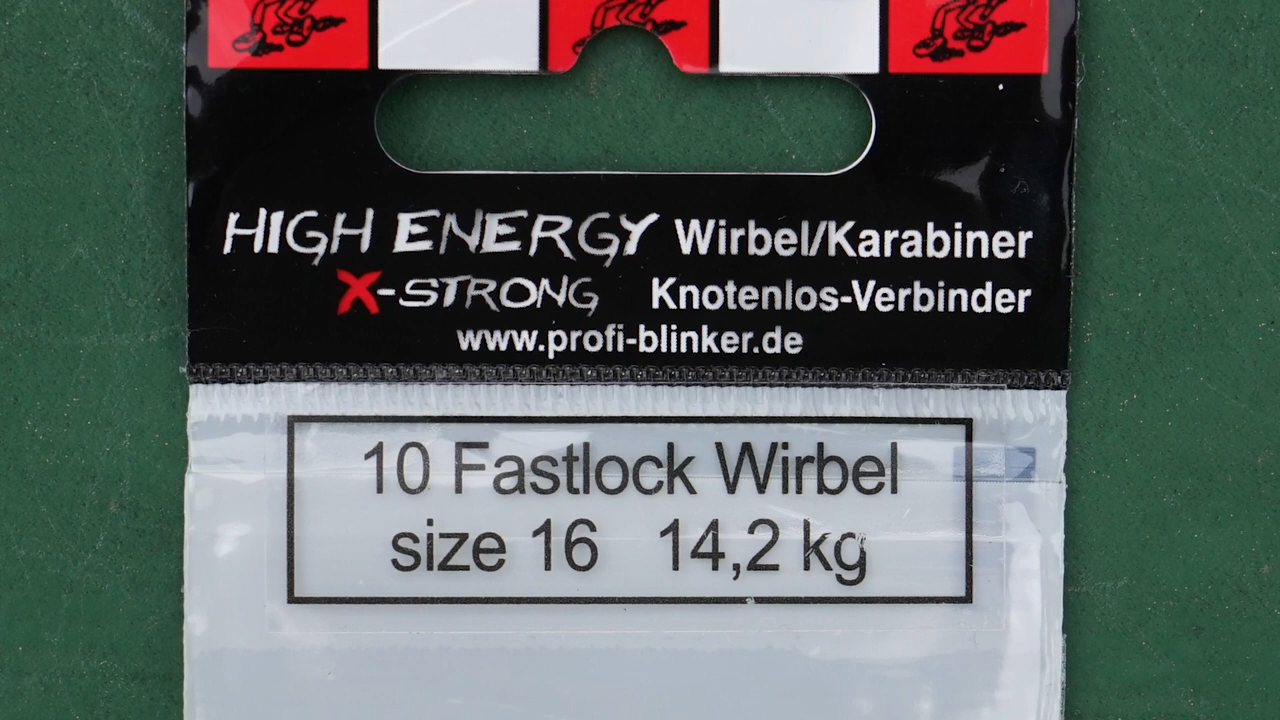 HIGH ENERGY Wirbel/Karabiner
X-STRONG Knotenlos-Verbinder
www.profi-blinker.de
10 Fastlock Wirbel
size 16 14,2 kg